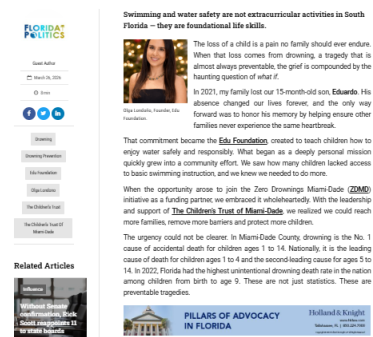 FLORIDA
POLITICS
Guest Author
March 26, 2026
Drowning
Drowning Prevention
Edu Foundation
Olga Londoño
The Children's Trust
The Children's Trust Of
Miami-Dade
Related Articles
Influence
Without Senate
confirmation, Rick
Scott reappoints 11
to state boards
Swimming and water safety are not extracurricular activities in South
Florida — they are foundational life skills.
Olga Londoño, Founder, Edu
Foundation.
The loss of a child is a pain no family should ever endure.
When that loss comes from drowning, a tragedy that is
almost always preventable, the grief is compounded by the
haunting question of what if.
In 2021, my family lost our 15-month-old son, Eduardo. His
absence changed our lives forever, and the only way
forward was to honor his memory by helping ensure other
families never experience the same heartbreak.
That commitment became the Edu Foundation, created to teach children how to
enjoy water safely and responsibly. What began as a deeply personal mission
quickly grew into a community effort. We saw how many children lacked access
to basic swimming instruction, and we knew we needed to do more.
When the opportunity arose to join the Zero Drownings Miami-Dade (ZDMD)
initiative as a funding partner, we embraced it wholeheartedly. With the leadership
and support of The Children's Trust of Miami-Dade, we realized we could reach
more families, remove more barriers and protect more children.
The urgency could not be clearer. In Miami-Dade County, drowning is the No. 1
cause of accidental death for children ages 1 to 14. Nationally, it is the leading
cause of death for children ages 1 to 4 and the second-leading cause for ages 5 to
14. In 2022, Florida had the highest unintentional drowning death rate in the nation
among children from birth to age 9. These are not just statistics. These are
preventable tragedies.
PILLARS OF ADVOCACY
IN FLORIDA
Holland & Knight